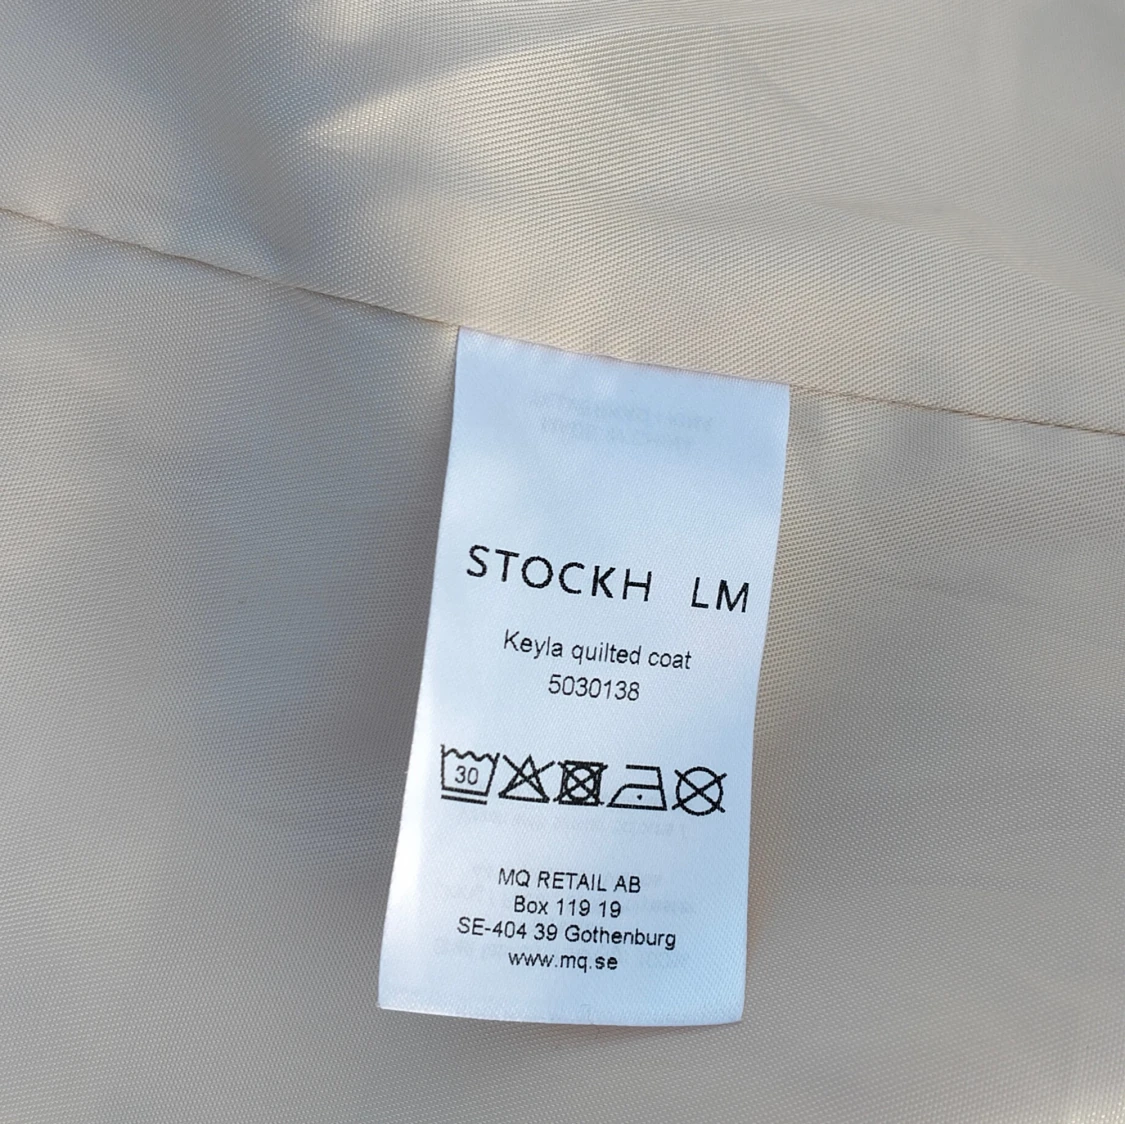 STOCKH LM
Keyla quilted coat
5030138
30
MQ RETAIL AB
Box 119 19
SE-404 39 Gothenburg
www.mq.se